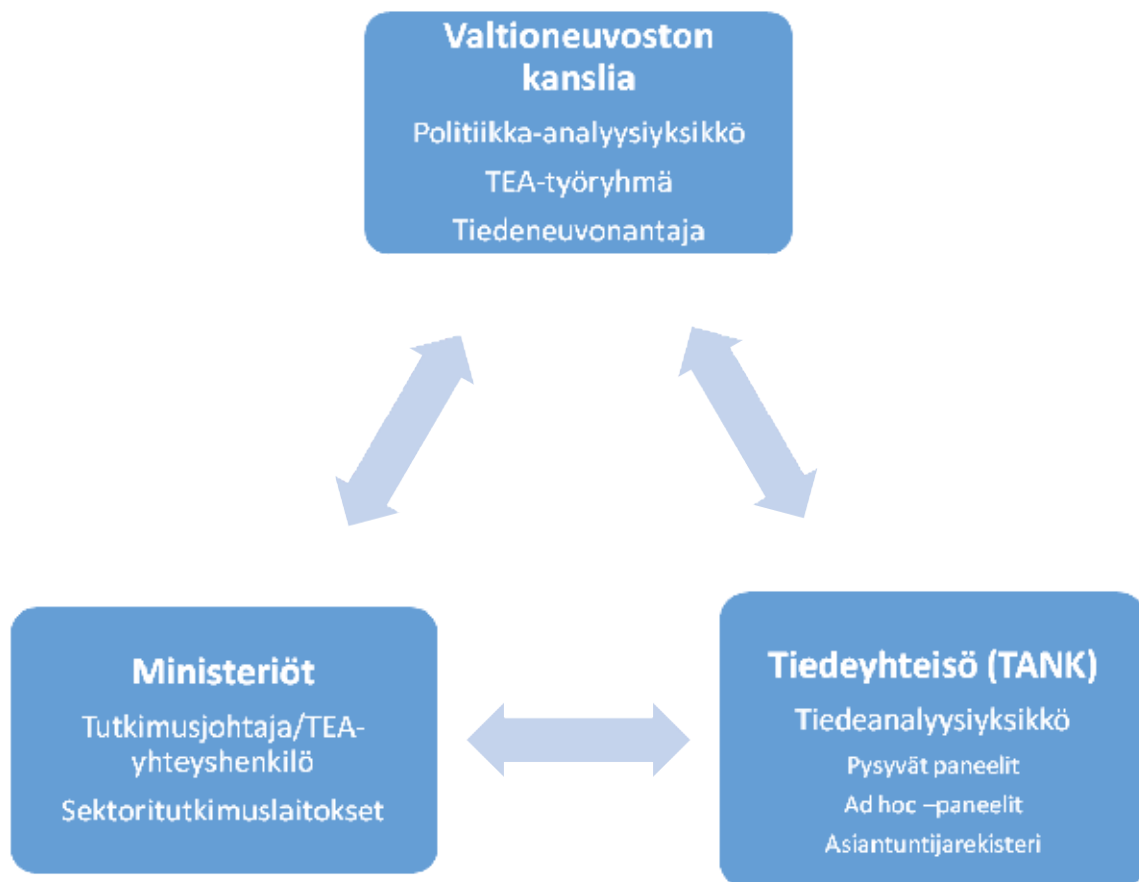 Valtioneuvoston
kanslia
Politiikka-analyysiyksikkö
TEA-työryhmä
Tiedeneuvonantaja
Ministeriöt
Tutkimusjohtaja/TEA-
yhteyshenkilö
Sektoritutkimuslaitokset
Tiedeyhteisö (TANK)
Tiedeanalyysiyksikkö
Pysyvät paneelit
Ad hoc –paneelit
Asiantuntijarekisteri